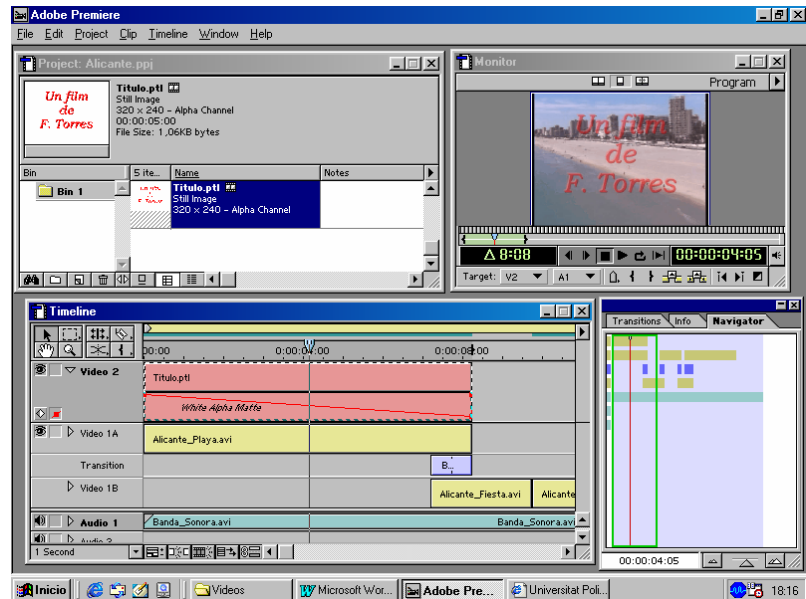 Adobe Premiere
File Edit Project Clip Timeline Window Help
Project: Alicante.ppj
Un film
de
F. Torres
Titulo.ptl
Still Image
320 x 240 - Alpha Channel
00:00:05:00
File Size: 1,06KB bytes
Bin 5 ite... Name Notes
Bin 1
Titulo.ptl
Still Image
320 x 240 - Alpha Channel
Monitor
Program
Un film
de
F. Torres
Δ 8:08
00:00:04:05
Target: V2 A1
Timeline
00:00 0:00:04:00 0:00:08:00
Video 2
Titulo.ptl
White Alpha Matte
Video 1A
Alicante_Playa.avi
Transition
B...
Video 1B
Alicante_Fiesta.avi
Alicante
Audio 1
Banda_Sonora.avi
Banda_Sonora.avi
Audio 2
1 Second
Transitions Info Navigator
00:00:04:05
Inicio
Videos
Microsoft Wor...
Adobe Pre...
Universitat Poli...
18:16